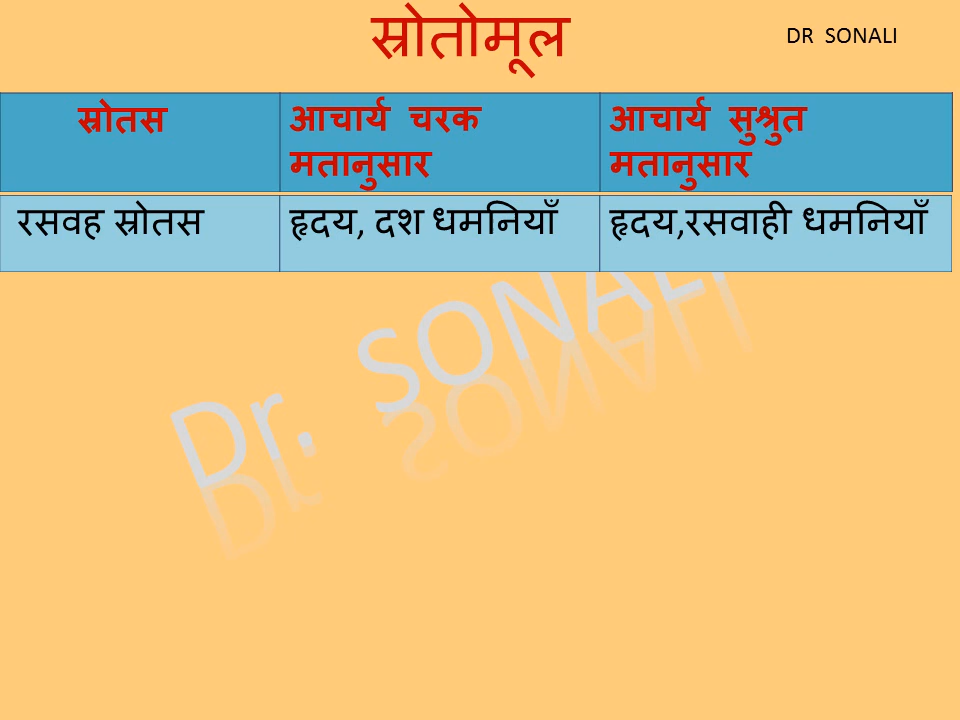 स्रोतोमूल
DR SONALI
स्रोतस
आचार्य चरक
मतानुसार
आचार्य सुश्रुत
मतानुसार
रसवह स्रोतस
हृदय, दश धमनियाँ
हृदय,रसवाही धमनियाँ
Dr. SONALI